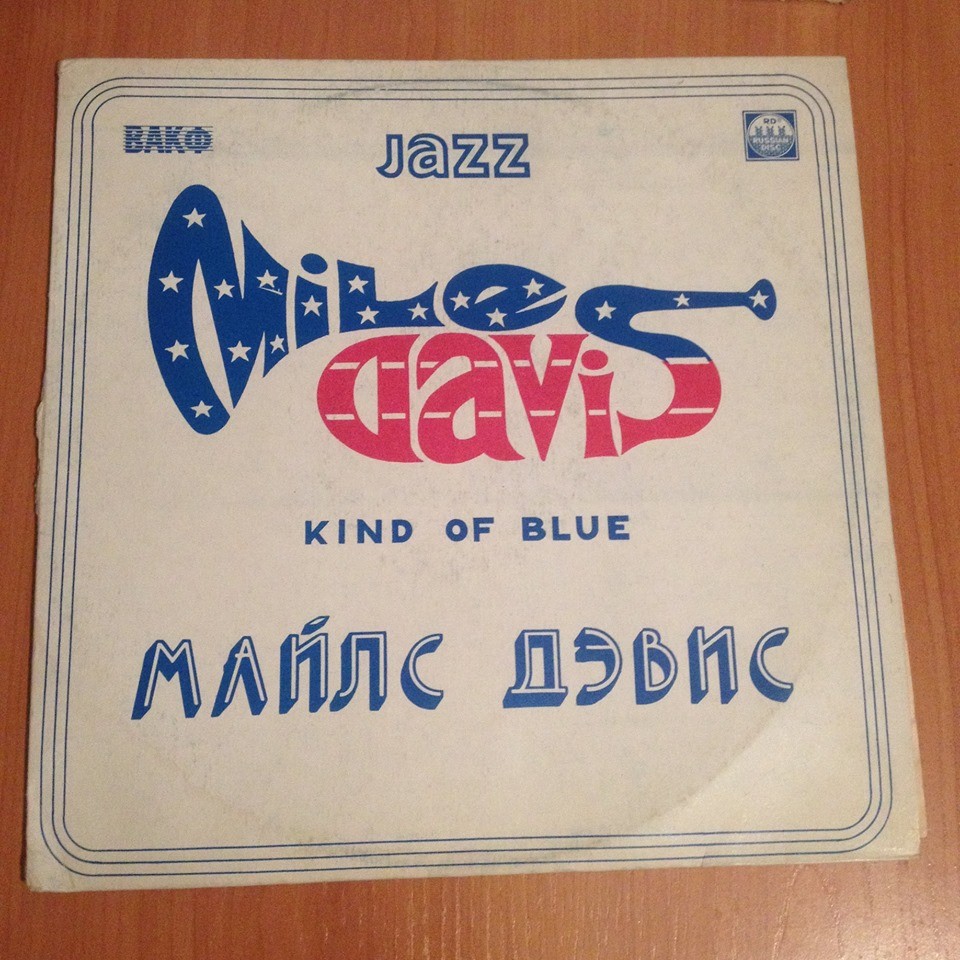 ВАКФ
Jazz
RD
RUSSIAN
DISC
Miles
Davis
KIND OF BLUE
МАЙЛС ДЭВИС